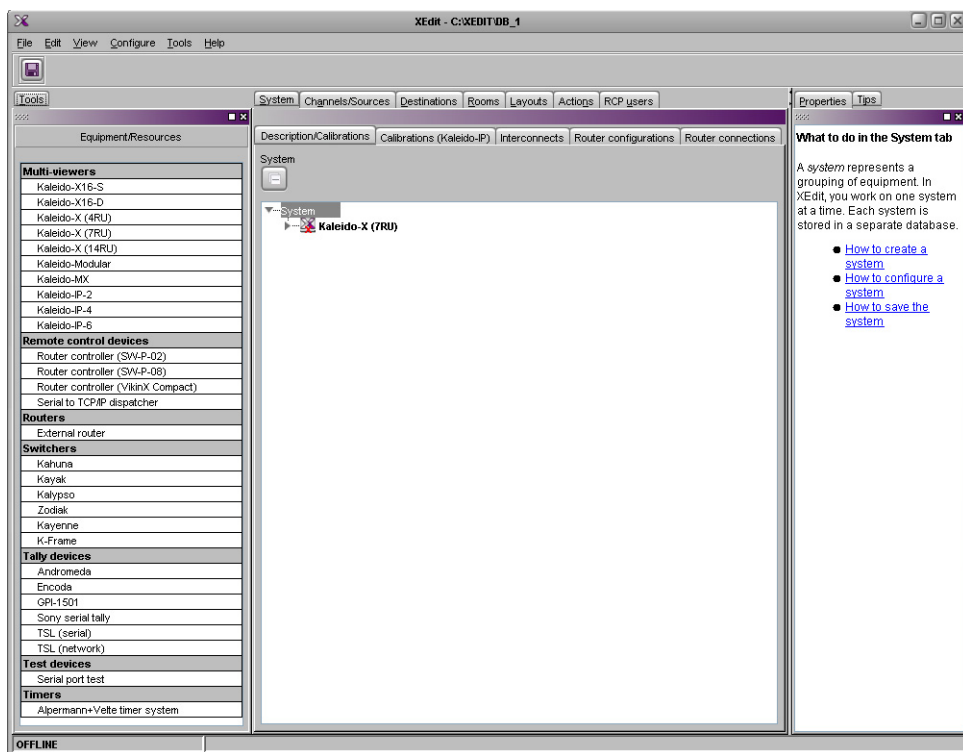 XEdit - C:\XEDIT\DB_1
File Edit View Configure Tools Help
Tools
Equipment/Resources
Multi-viewers
Kaleido-X16-S
Kaleido-X16-D
Kaleido-X (4RU)
Kaleido-X (7RU)
Kaleido-X (14RU)
Kaleido-Modular
Kaleido-MX
Kaleido-IP-2
Kaleido-IP-4
Kaleido-IP-6
Remote control devices
Router controller (SW-P-02)
Router controller (SW-P-08)
Router controller (VikinX Compact)
Serial to TCP/IP dispatcher
Routers
External router
Switchers
Kahuna
Kayak
Kalypso
Zodiak
Kayenne
K-Frame
Tally devices
Andromeda
Encoda
GPI-1501
Sony serial tally
TSL (serial)
TSL (network)
Test devices
Serial port test
Timers
Alpermann+Velte timer system
System Channels/Sources Destinations Rooms Layouts Actions RCP users
Description/Calibrations Calibrations (Kaleido-IP) Interconnects Router configurations Router connections
System
System
Kaleido-X (7RU)
Properties Tips
What to do in the System tab
A system represents a
grouping of equipment. In
XEdit, you work on one system
at a time. Each system is
stored in a separate database.
How to create a
system
How to configure a
system
How to save the
system
OFFLINE